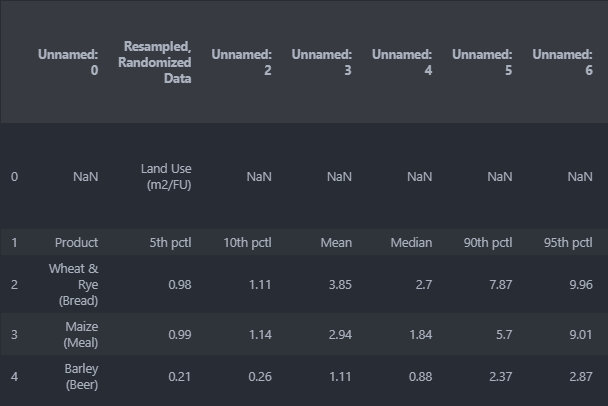 Unnamed: 0 Resampled, Randomized Data Unnamed: 2 Unnamed: 3 Unnamed: 4 Unnamed: 5 Unnamed: 6
0 NaN Land Use (m2/FU) NaN NaN NaN NaN NaN
1 Product 5th pctl 10th pctl Mean Median 90th pctl 95th pctl
2 Wheat & Rye (Bread) 0.98 1.11 3.85 2.7 7.87 9.96
3 Maize (Meal) 0.99 1.14 2.94 1.84 5.7 9.01
4 Barley (Beer) 0.21 0.26 1.11 0.88 2.37 2.87